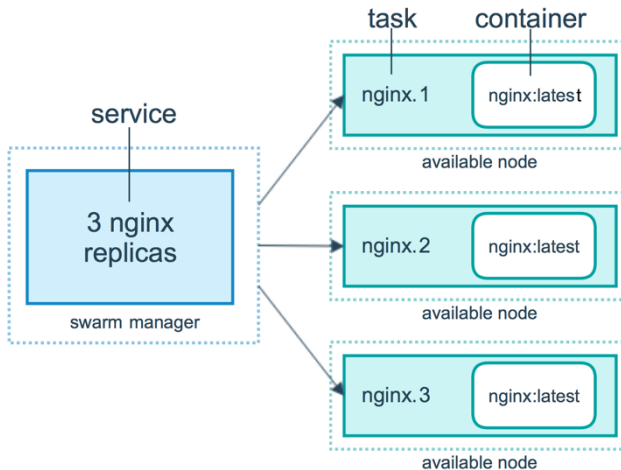 task
container
nginx.1
nginx:latest
available node
service
3 nginx
replicas
swarm manager
nginx.2
nginx:latest
available node
nginx.3
nginx:latest
available node